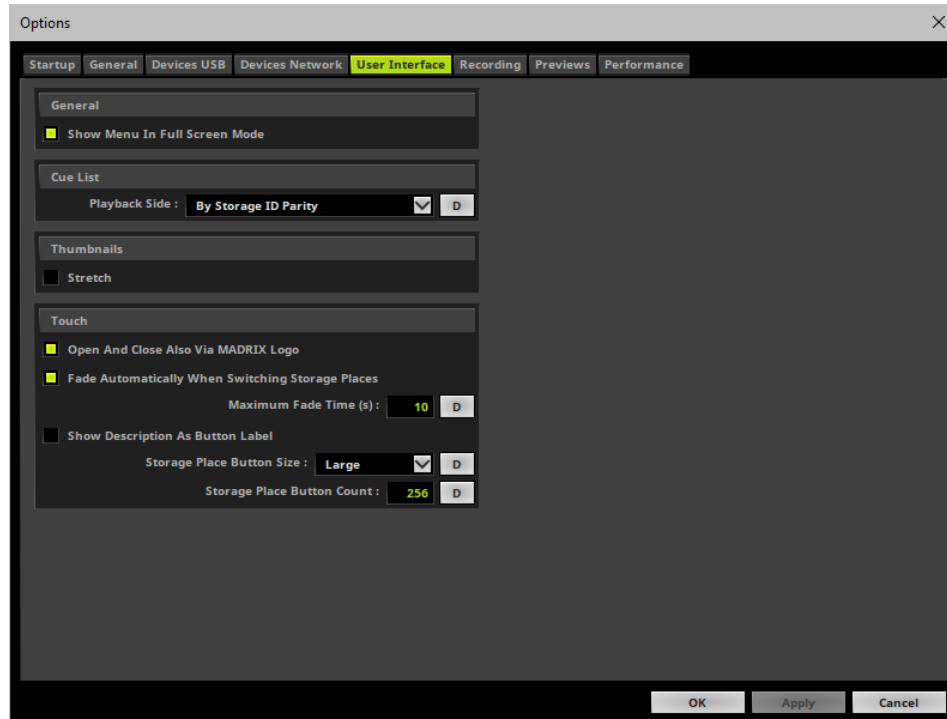 Options
Startup General Devices USB Devices Network User Interface Recording Previews Performance
General
Show Menu In Full Screen Mode
Cue List
Playback Side : By Storage ID Parity D
Thumbnails
Stretch
Touch
Open And Close Also Via MADRIX Logo
Fade Automatically When Switching Storage Places
Maximum Fade Time (s) : 10 D
Show Description As Button Label
Storage Place Button Size : Large D
Storage Place Button Count : 256 D
OK Apply Cancel